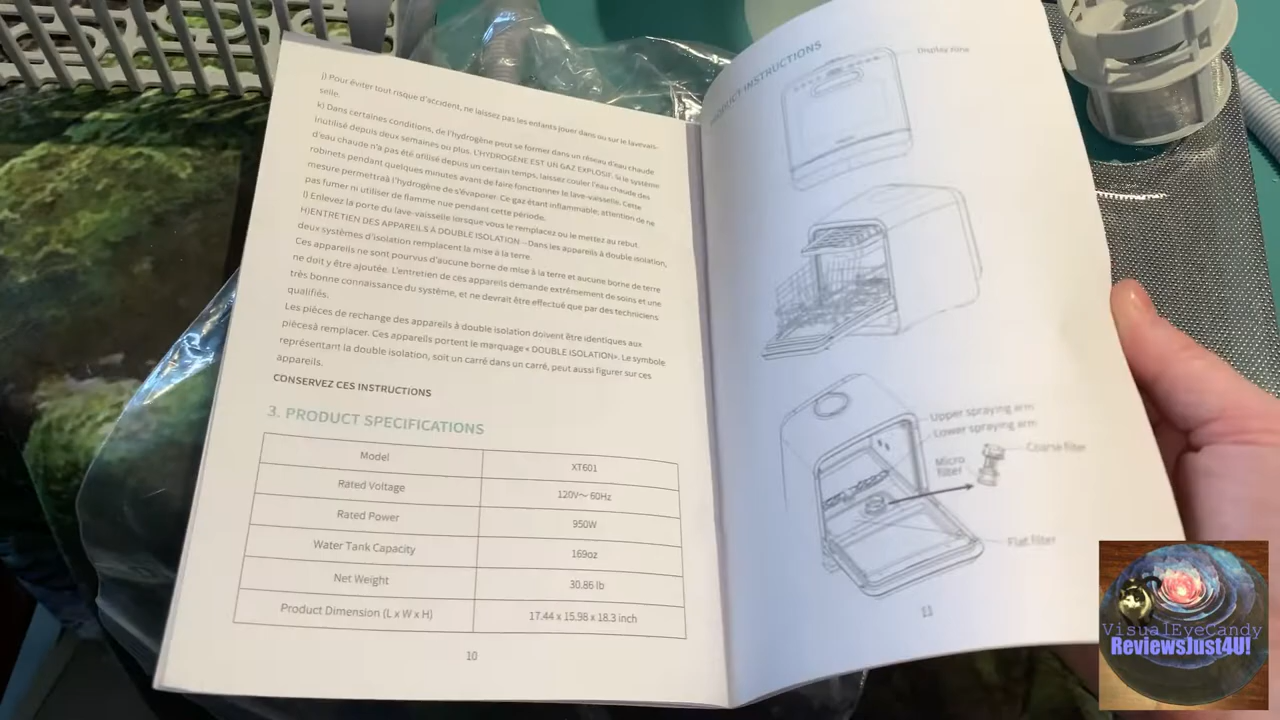 j) Pour éviter tout risque d'accident, ne laissez pas les enfants jouer dans ou sur le lavevais-
selle.
k) Dans certaines conditions, de l'hydrogène peut se former dans un réseau d'eau chaude
inutilisé depuis deux semaines ou plus. L'HYDROGÈNE EST UN GAZ EXPLOSIF. Si le système
d'eau chaude n'a pas été utilisé depuis un certain temps, laissez couler l'eau chaude des
robinets pendant quelques minutes avans de faire fonctionner le lave-vaisselle. Cette
mesure permettraà l'hydrogène de s'évaporer. Ce gaz étant inflammable; attention de ne
pas fumer ni utiliser de flamme nue pendant cette période.
l) Enlevez la porte du lave-vaisselle lorsque vous le remplacez ou le mettez au rebut.
H)ENTRETIEN DES APPAREILS À DOUBLE ISOLATION – Dans les appareils à double isolation,
deux systèmes d'isolation remplacent la mise à la terre.
Ces appareils ne sont pourvus d'aucune borne de mise à la terre et aucune borne de terre
ne doit y être ajoutée. L'entretien de ces appareils demande extrêmement de soins et une
très bonne connaissance du système, et ne devrait être effectué que par des techniciens
qualifiés.
Les pièces de rechange des appareils à double isolation doivent être identiques aux
piècesà remplacer. Ces appareils portent le marquage « DOUBLE ISOLATION». Le symbole
représentant la double isolation, soit un carré dans un carré, peut aussi figurer sur ces
appareils.
CONSERVEZ CES INSTRUCTIONS
3. PRODUCT SPECIFICATIONS
Model XT601
Rated Voltage 120V~ 60Hz
Rated Power 950W
Water Tank Capacity 169oz
Net Weight 30.86 lb
Product Dimension (L x W x H) 17.44 x 15.98 x 18.3 inch
10
PRODUCT INSTRUCTIONS
Display
Upper spraying arm
Lower spraying arm
Micro
filter
Coarse filter
Flat filter
11
VisualEyeCandy
ReviewsJust4U!